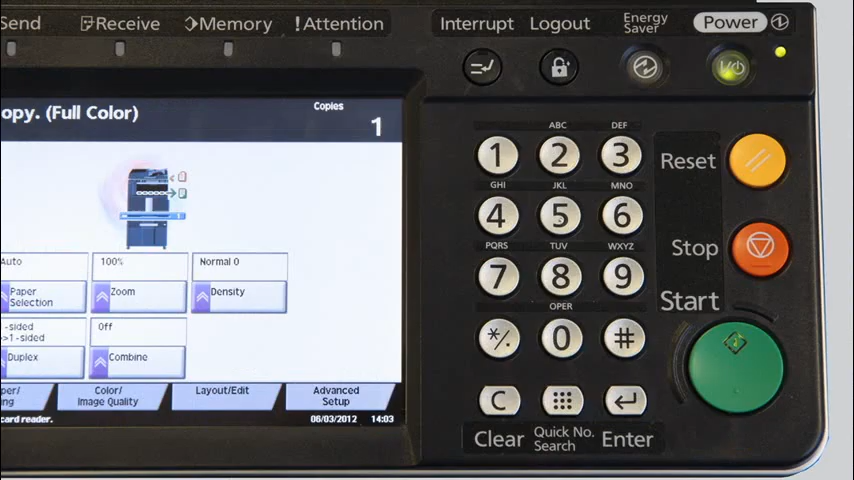 Send Receive Memory !Attention Interrupt Logout Energy Saver Power
opy. (Full Color) Copies
1
ABC DEF
1 2 3 Reset
GHI JKL MNO
4 5 6
PQRS TUV WXYZ Stop
Auto 100% Normal 0
7 8 9
Paper Selection Zoom Density
Start
OPER
*/. 0 #
-sided
>>1-sided Off
Duplex Combine
per/
ng Color/
Image Quality Layout/Edit Advanced
Setup
C
card reader. 06/03/2012 14:03
Clear Quick No. Search Enter